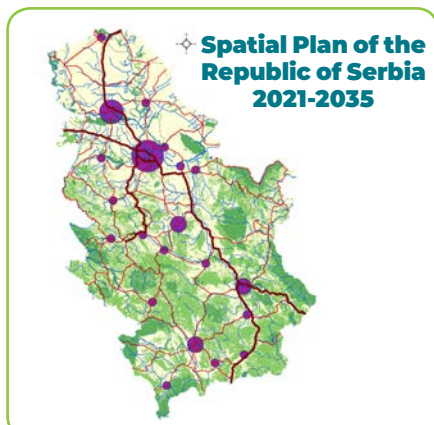 Spatial Plan of the
Republic of Serbia
2021-2035